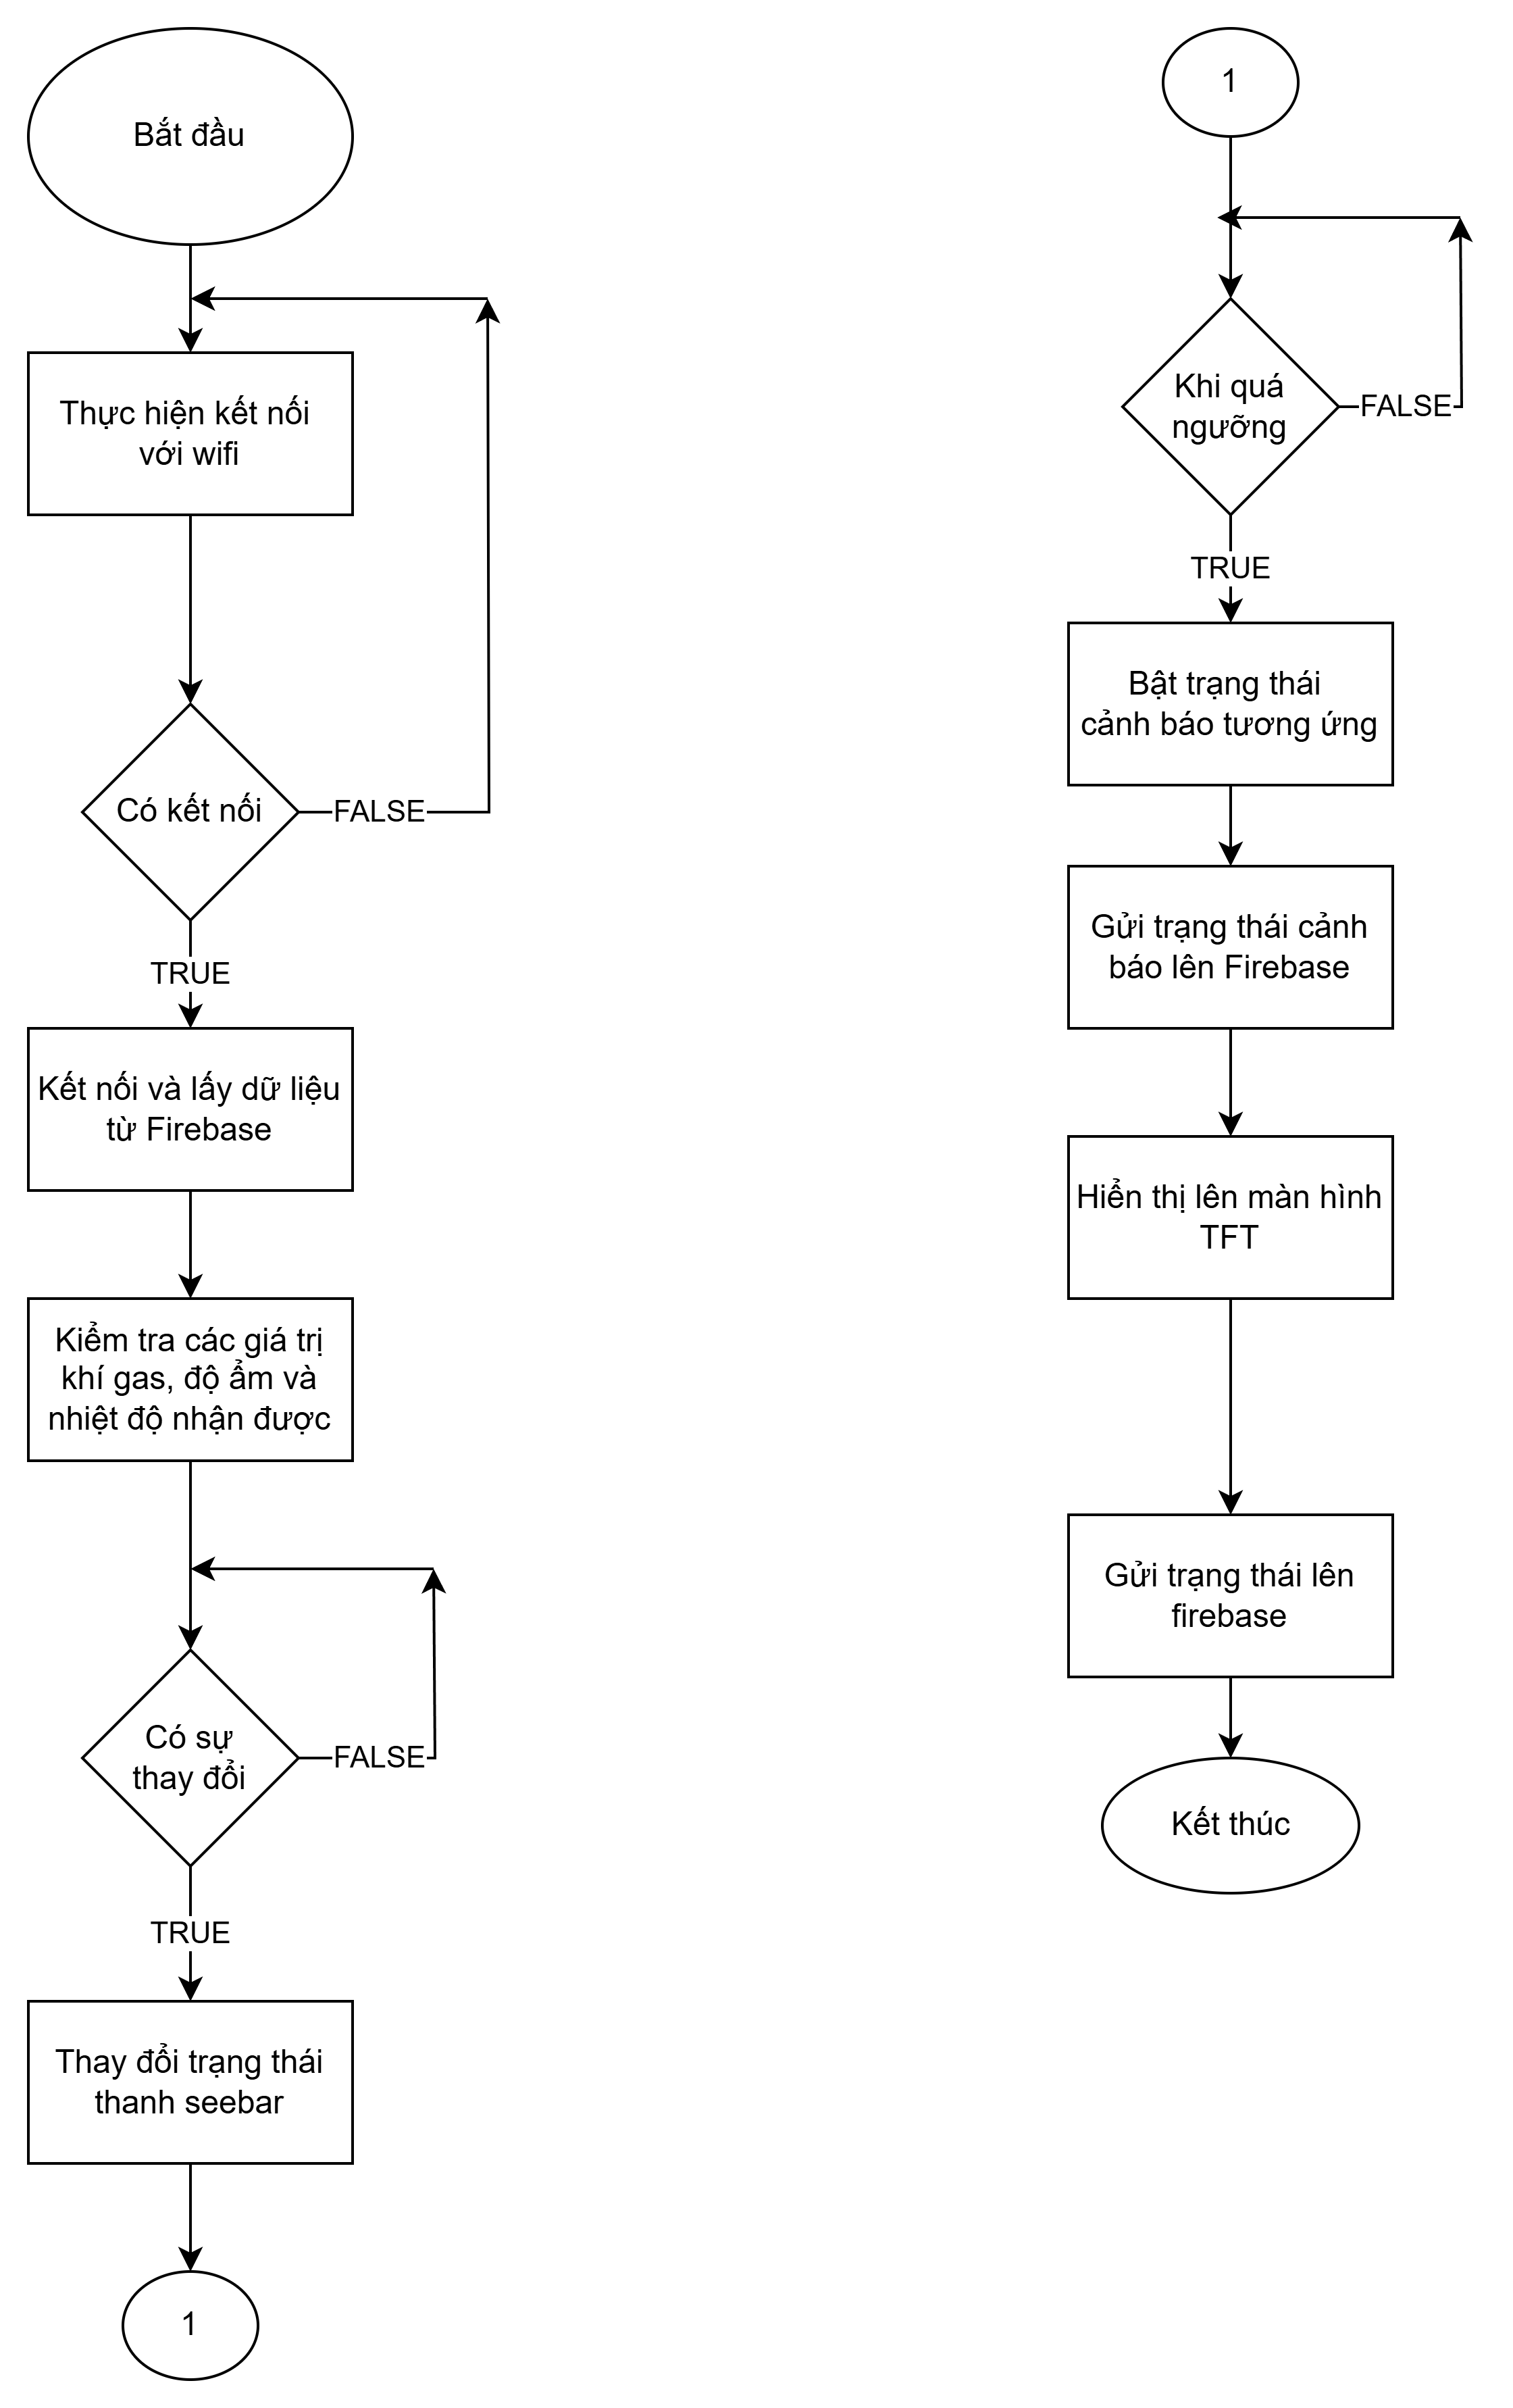 Bắt đầu
Thực hiện kết nối
với wifi
Có kết nối
FALSE
TRUE
Kết nối và lấy dữ liệu
từ Firebase
Kiểm tra các giá trị
khí gas, độ ẩm và
nhiệt độ nhận được
Có sự
thay đổi
FALSE
TRUE
Thay đổi trạng thái
thanh seebar
1
1
Khi quá
ngưỡng
FALSE
TRUE
Bật trạng thái
cảnh báo tương ứng
Gửi trạng thái cảnh
báo lên Firebase
Hiển thị lên màn hình
TFT
Gửi trạng thái lên
firebase
Kết thúc